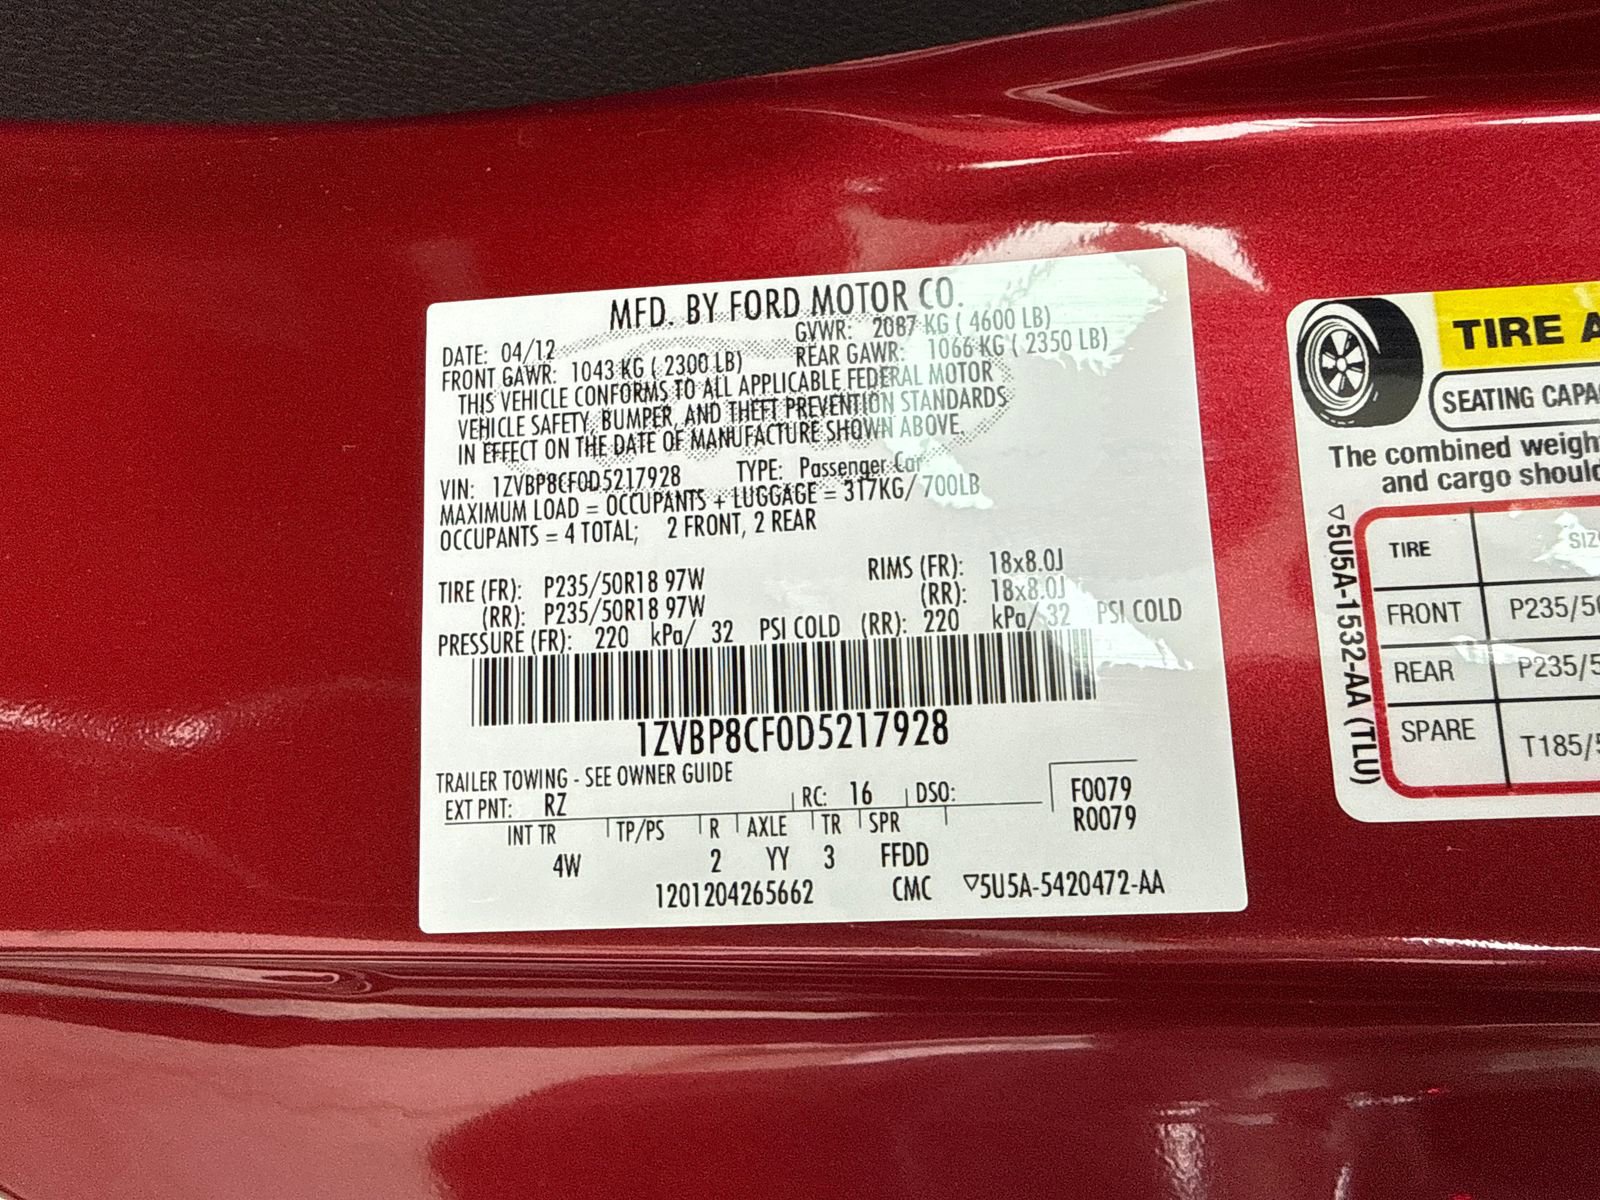 MFD. BY FORD MOTOR CO.
DATE: 04/12 GVWR: 2087 KG ( 4600 LB)
FRONT GAWR: 1043 KG ( 2300 LB) REAR GAWR: 1066 KG ( 2350 LB)
THIS VEHICLE CONFORMS TO ALL APPLICABLE FEDERAL MOTOR
VEHICLE SAFETY, BUMPER, AND THEFT PREVENTION STANDARDS
IN EFFECT ON THE DATE OF MANUFACTURE SHOWN ABOVE.
VIN: 1ZVBP8CF0D5217928 TYPE: Passenger Car
MAXIMUM LOAD = OCCUPANTS + LUGGAGE = 317KG/ 700LB
OCCUPANTS = 4 TOTAL; 2 FRONT, 2 REAR
TIRE (FR): P235/50R18 97W RIMS (FR): 18x8.0J
(RR): P235/50R18 97W (RR): 18x8.0J
PRESSURE (FR): 220 kPa/ 32 PSI COLD (RR): 220 kPa/ 32 PSI COLD
1ZVBP8CF0D5217928
TRAILER TOWING - SEE OWNER GUIDE
EXT PNT: RZ RC: 16 DSO: F0079
R0079
INT TR TP/PS R AXLE TR SPR
4W 2 YY 3 FFDD
1201204265662 CMC ▽5U5A-5420472-AA
TIRE A
SEATING CAPA
The combined weigh
and cargo should
▽5U5A-1532-AA (TLU)
TIRE SIZ
FRONT P235/50
REAR P235/5
SPARE T185/5